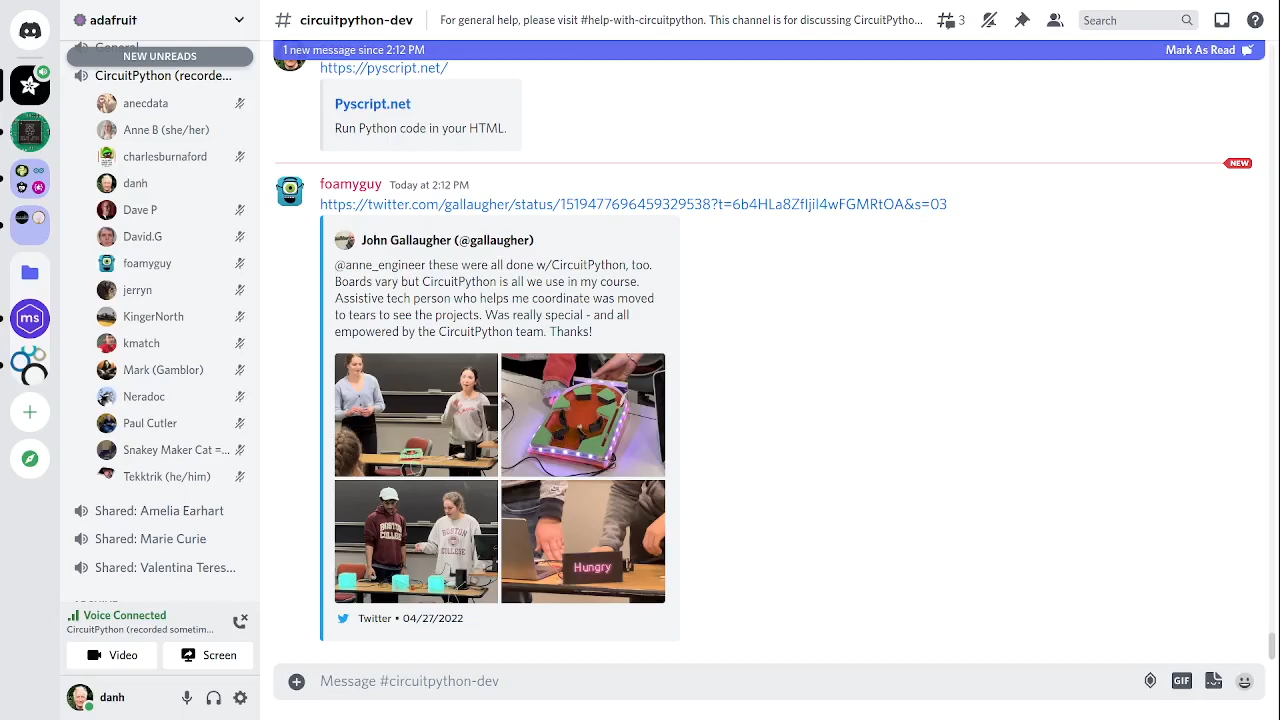 adafruit
# circuitpython-dev
For general help, please visit #help-with-circuitpython. This channel is for discussing CircuitPytho...
3
Search
General
NEW UNREADS
CircuitPython (recorde...
anecdata
Anne B (she/her)
charlesburnaford
danh
Dave P
David.G
foamyguy
jerryn
KingerNorth
kmatch
Mark (Gamblor)
Neradoc
Paul Cutler
Snakey Maker Cat =...
Tekktrik (he/him)
Shared: Amelia Earhart
Shared: Marie Curie
Shared: Valentina Teres...
Voice Connected
CircuitPython (recorded sometim...
Video
Screen
danh
ms
1 new message since 2:12 PM
Mark As Read
https://pyscript.net/
Pyscript.net
Run Python code in your HTML.
NEW
foamyguy Today at 2:12 PM
https://twitter.com/gallaugher/status/1519477696459329538?t=6b4HLa8ZfIjiI4wFGMRtOA&s=03
John Gallaugher (@gallaugher)
@anne_engineer these were all done w/CircuitPython, too.
Boards vary but CircuitPython is all we use in my course.
Assistive tech person who helps me coordinate was moved
to tears to see the projects. Was really special - and all
empowered by the CircuitPython team. Thanks!
BOSTON
COLLEGE
BOSTON
COLLEGE
Hungry
Twitter • 04/27/2022
Message #circuitpython-dev
GIF